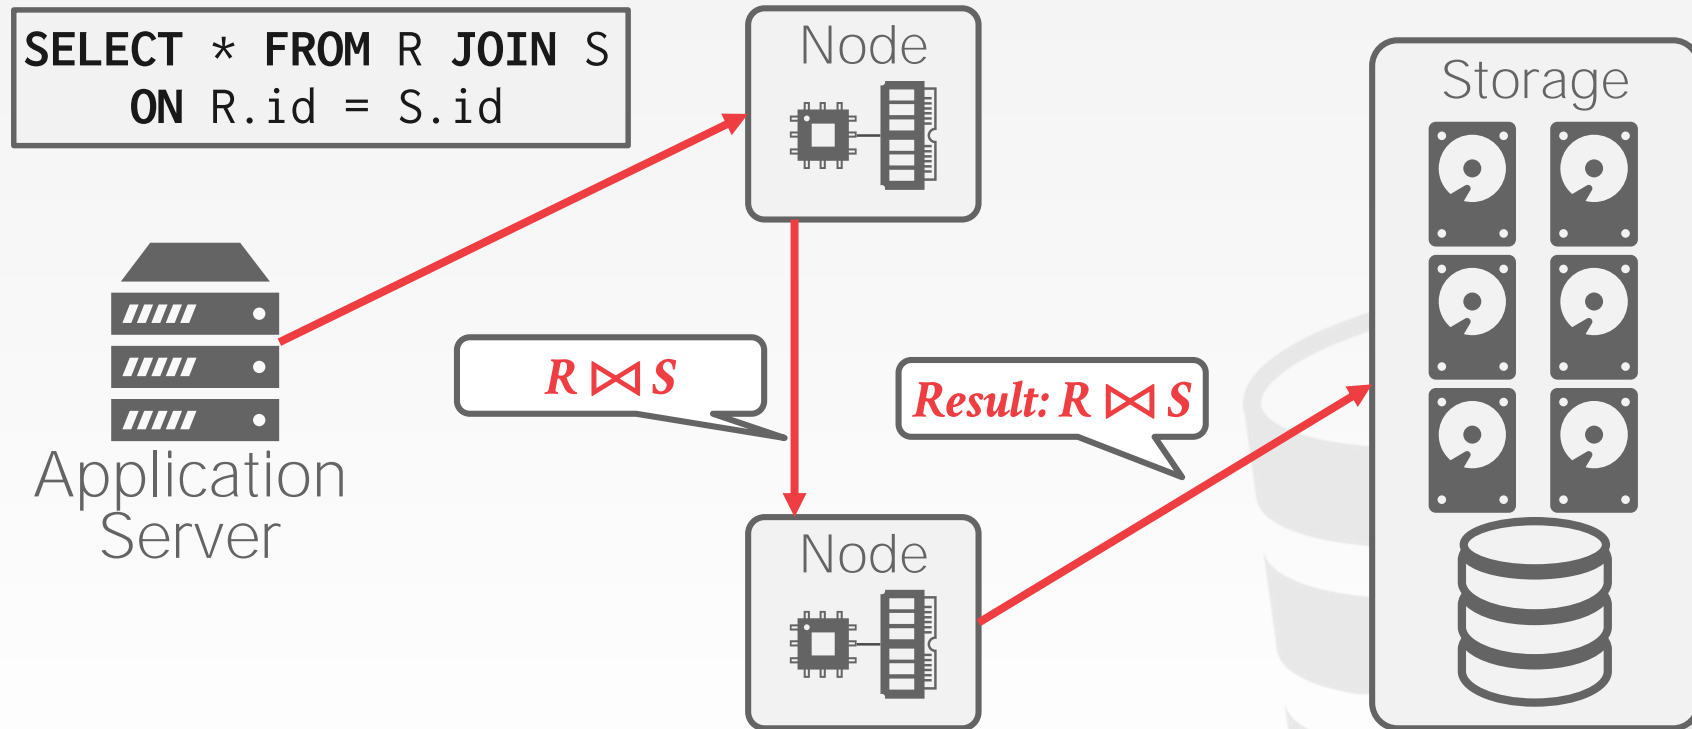 SELECT * FROM R JOIN S
ON R.id = S.id
Node
Storage
R ⋈ S
Result: R ⋈ S
Application
Server
Node